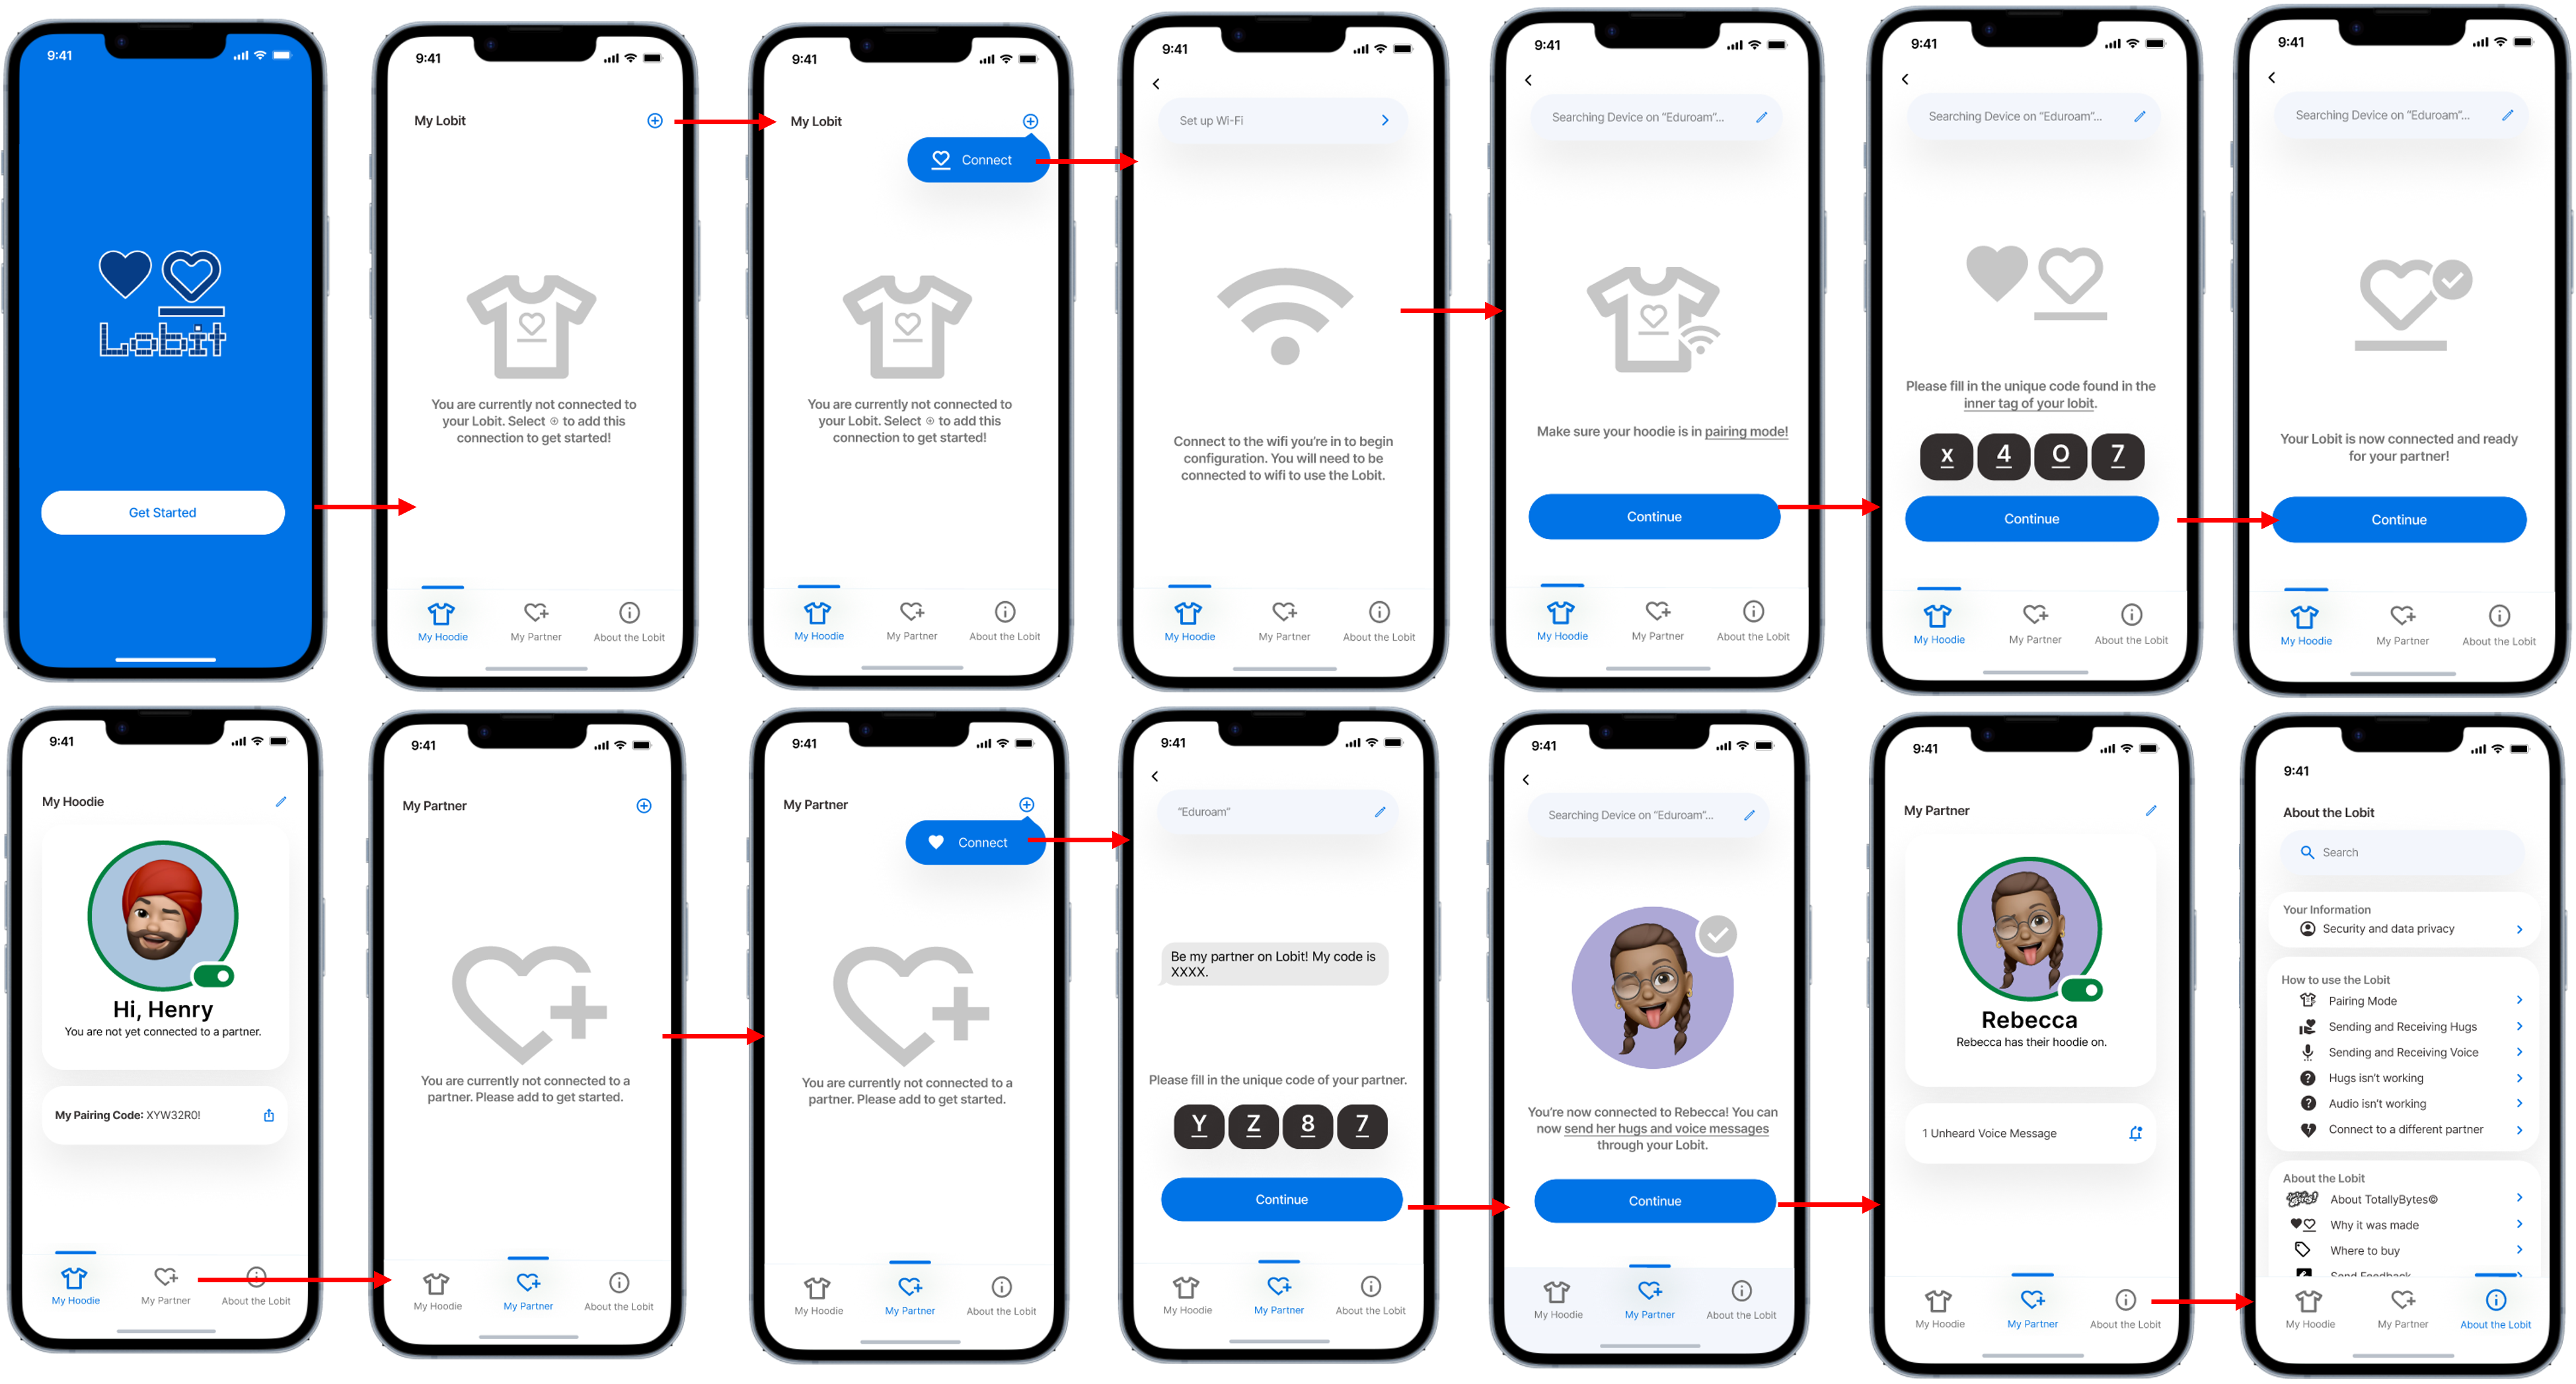 9:41
Lobit
Get Started
9:41
My Lobit
You are currently not connected to
your Lobit. Select ⊕ to add this
connection to get started!
My Hoodie
My Partner
About the Lobit
9:41
My Lobit
Connect
You are currently not connected to
your Lobit. Select ⊕ to add this
connection to get started!
My Hoodie
My Partner
About the Lobit
9:41
Set up Wi-Fi
Connect to the wifi you're in to begin
configuration. You will need to be
connected to wifi to use the Lobit.
My Hoodie
My Partner
About the Lobit
9:41
Searching Device on "Eduroam"...
Make sure your hoodie is in pairing mode!
Continue
My Hoodie
My Partner
About the Lobit
9:41
Searching Device on "Eduroam"...
Please fill in the unique code found in the
inner tag of your lobit.
x 4 O 7
Continue
My Hoodie
My Partner
About the Lobit
9:41
Searching Device on "Eduroam"...
Your Lobit is now connected and ready
for your partner!
Continue
My Hoodie
My Partner
About the Lobit
9:41
My Hoodie
Hi, Henry
You are not yet connected to a partner.
My Pairing Code: XYW32R0!
My Hoodie
My Partner
About the Lobit
9:41
My Partner
You are currently not connected to a
partner. Please add to get started.
My Hoodie
My Partner
About the Lobit
9:41
My Partner
Connect
You are currently not connected to a
partner. Please add to get started.
My Hoodie
My Partner
About the Lobit
9:41
"Eduroam"
Be my partner on Lobit! My code is
XXXX.
Please fill in the unique code of your partner.
Y Z 8 7
Continue
My Hoodie
My Partner
About the Lobit
9:41
Searching Device on "Eduroam"...
You're now connected to Rebecca! You can
now send her hugs and voice messages
through your Lobit.
Continue
My Hoodie
My Partner
About the Lobit
9:41
My Partner
Rebecca
Rebecca has their hoodie on.
1 Unheard Voice Message
My Hoodie
My Partner
About the Lobit
9:41
About the Lobit
Search
Your Information
Security and data privacy
How to use the Lobit
Pairing Mode
Sending and Receiving Hugs
Sending and Receiving Voice
Hugs isn't working
Audio isn't working
Connect to a different partner
About the Lobit
About TotallyBytes©
Why it was made
Where to buy
Send Feedback
My Hoodie
My Partner
About the Lobit